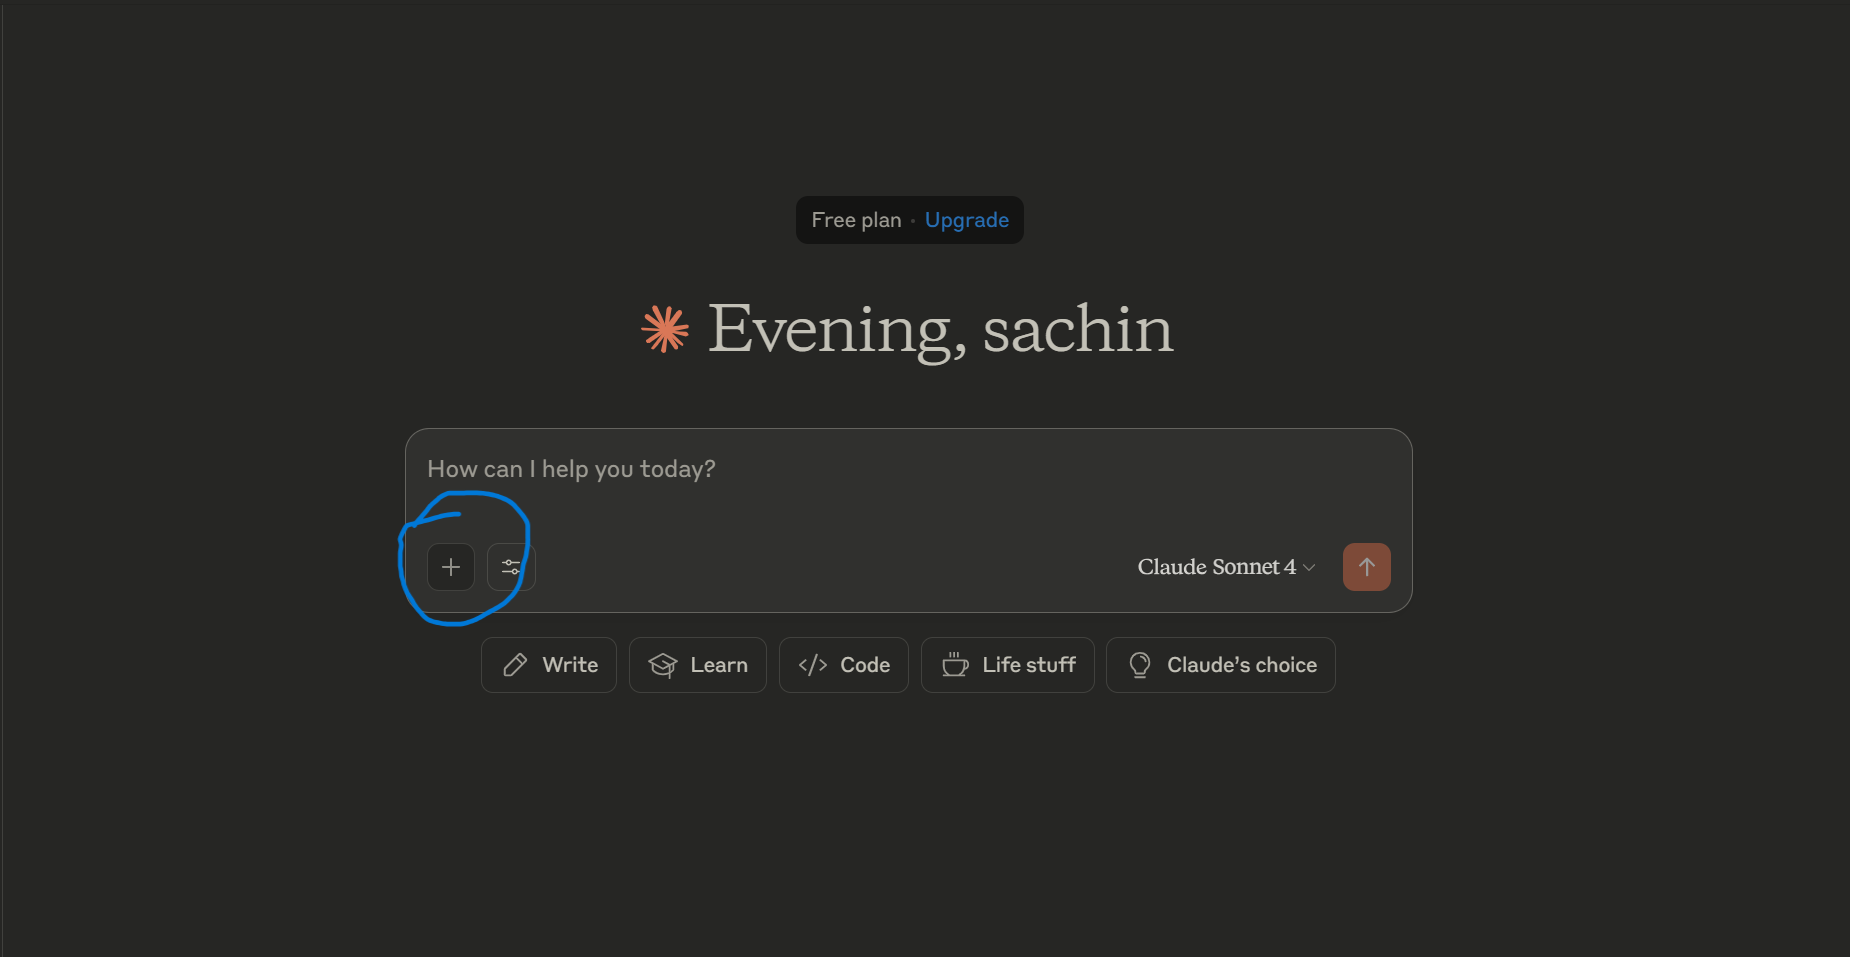 Free plan · Upgrade
Evening, sachin
How can I help you today?
Claude Sonnet 4
Write
Learn
</> Code
Life stuff
Claude’s choice